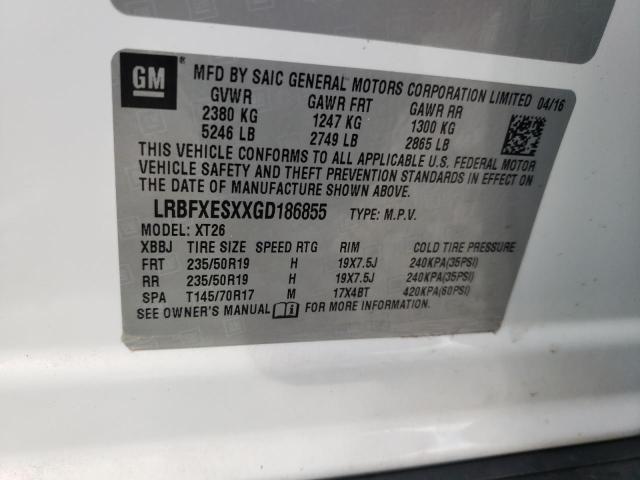 GM ® MFD BY SAIC GENERAL MOTORS CORPORATION LIMITED 04/16
GVWR GAWR FRT GAWR RR
2380 KG 1247 KG 1300 KG
5246 LB 2749 LB 2865 LB
THIS VEHICLE CONFORMS TO ALL APPLICABLE U.S. FEDERAL MOTOR
VEHICLE SAFETY AND THEFT PREVENTION STANDARDS IN EFFECT ON
THE DATE OF MANUFACTURE SHOWN ABOVE.
LRBFXESXXGD186855 TYPE: M.P.V.
MODEL: XT26
XBBJ TIRE SIZE SPEED RTG RIM COLD TIRE PRESSURE
FRT 235/50R19 H 19X7.5J 240KPA(35PSI)
RR 235/50R19 H 19X7.5J 240KPA(35PSI)
SPA T145/70R17 M 17X4BT 420KPA(60PSI)
SEE OWNER'S MANUAL FOR MORE INFORMATION.